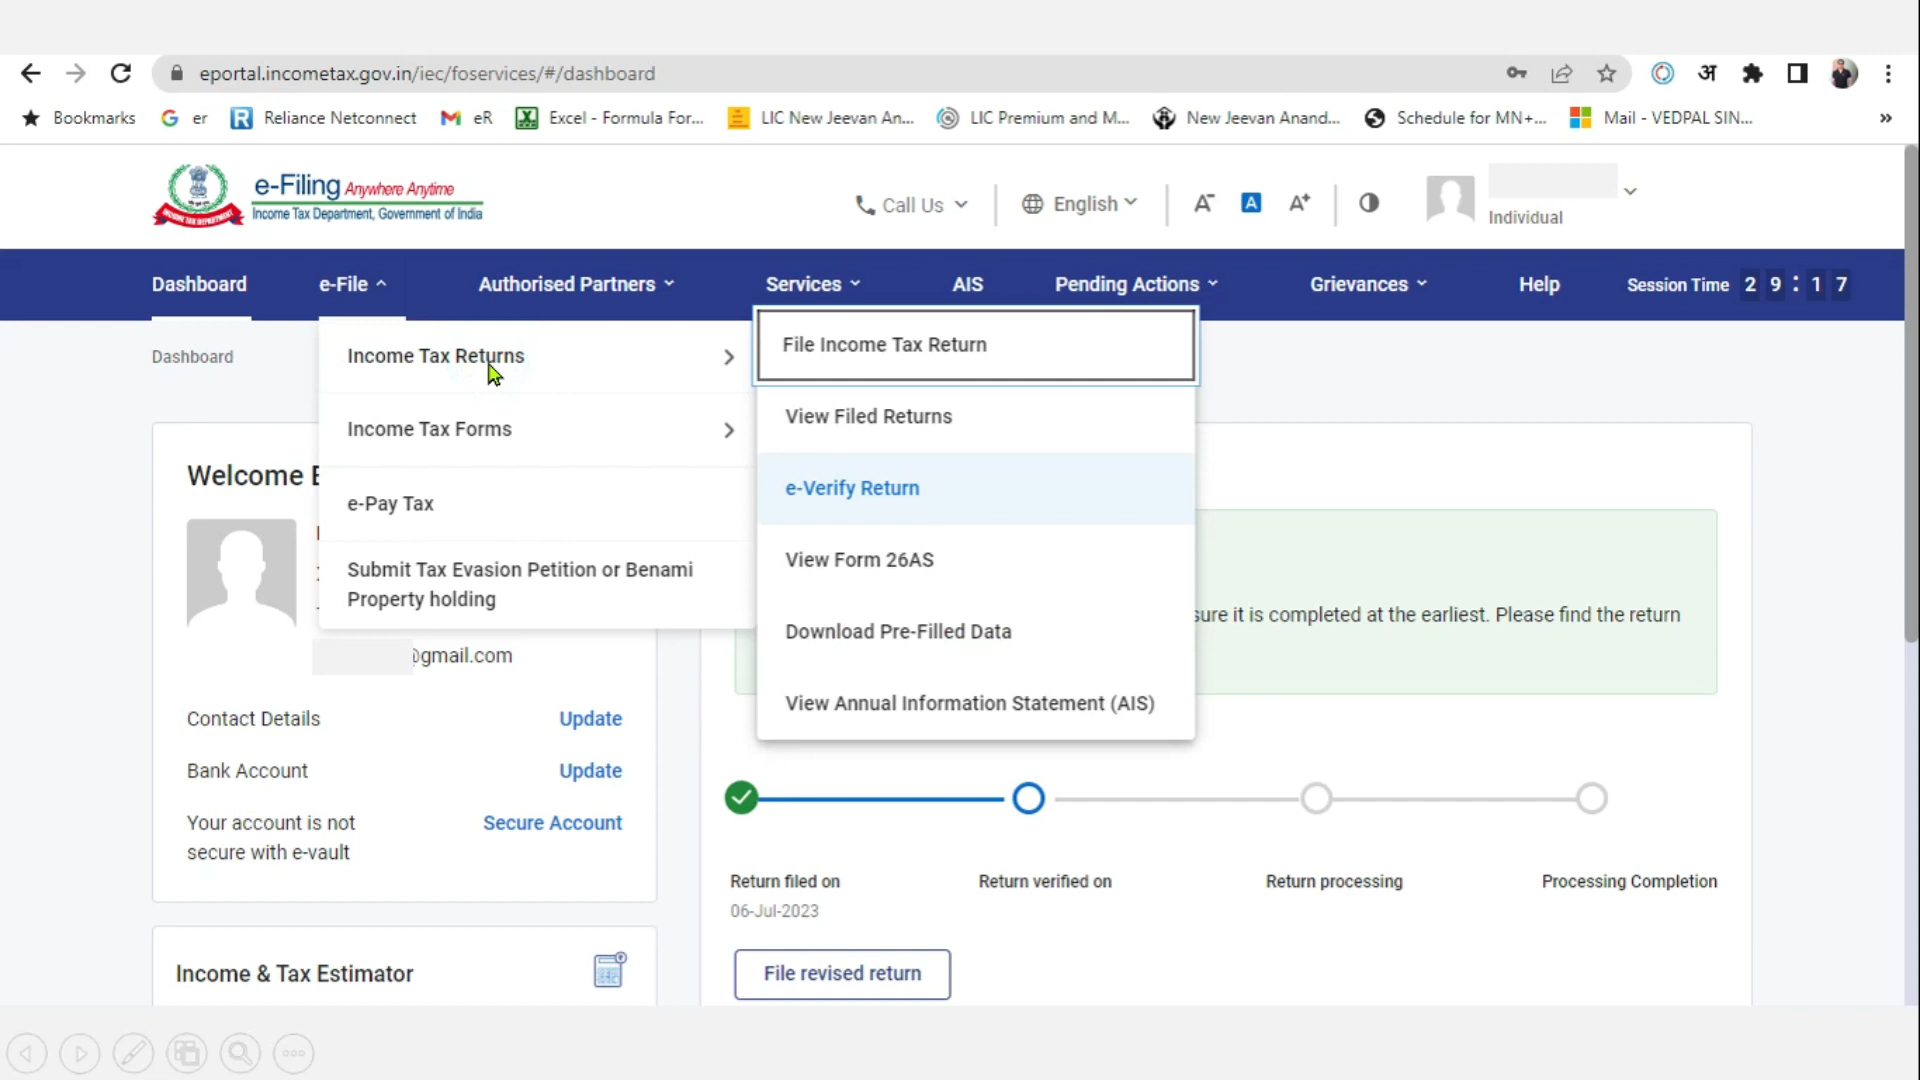 eportal.incometax.gov.in/iec/foservices/#/dashboard
अ
Bookmarks
er
Reliance Netconnect
eR
Excel - Formula For...
LIC New Jeevan An...
LIC Premium and M...
New Jeevan Anand...
Schedule for MN+...
Mail - VEDPAL SIN...
»
e-Filing Anywhere Anytime
Income Tax Department, Government of India
INCOME TAX DEPARTMENT
Call Us
English
A-
A
A+
Individual
Dashboard
e-File
Authorised Partners
Services
AIS
Pending Actions
Grievances
Help
Session Time 2 9 : 1 7
Dashboard
Income Tax Returns
Income Tax Forms
e-Pay Tax
Submit Tax Evasion Petition or Benami
Property holding
File Income Tax Return
View Filed Returns
e-Verify Return
View Form 26AS
Download Pre-Filled Data
View Annual Information Statement (AIS)
Welcome
@gmail.com
Contact Details
Update
Bank Account
Update
Your account is not
secure with e-vault
Secure Account
Income & Tax Estimator
sure it is completed at the earliest. Please find the return
Return filed on
06-Jul-2023
Return verified on
Return processing
Processing Completion
File revised return